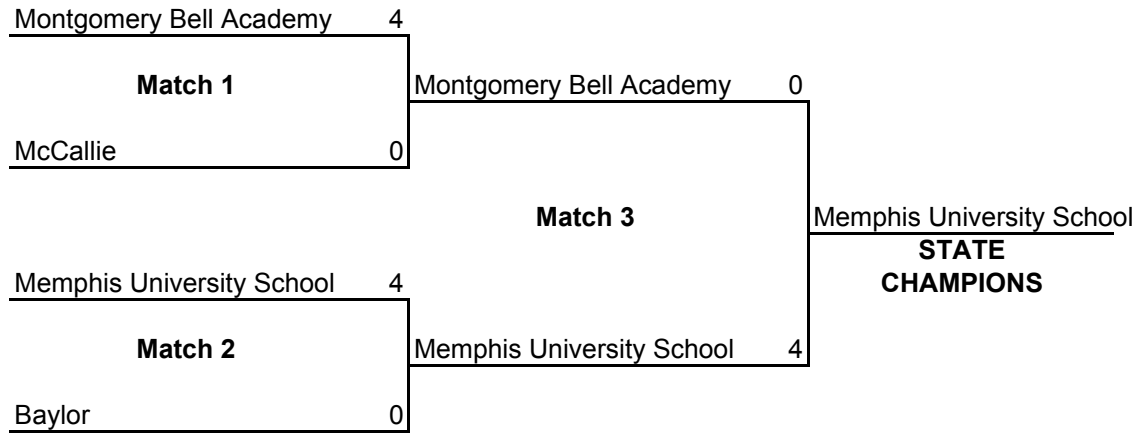 Montgomery Bell Academy 4
Match 1
Montgomery Bell Academy 0
McCallie 0
Match 3
Memphis University School
STATE
CHAMPIONS
Memphis University School 4
Match 2
Memphis University School 4
Baylor 0